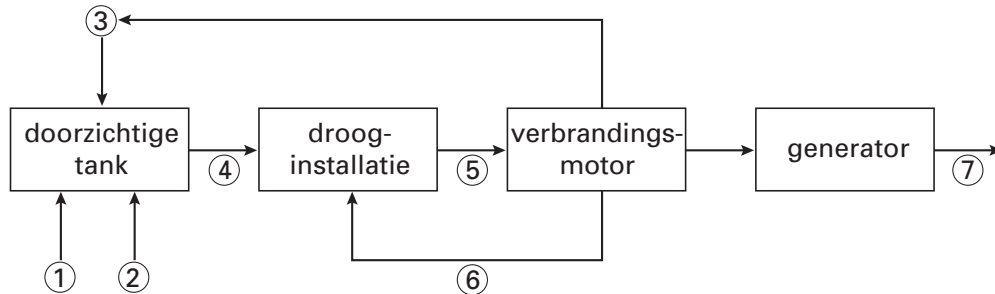 ③
doorzichtige
tank
④
droog-
installatie
⑤
verbrandings-
motor
generator
⑦
①
②
⑥